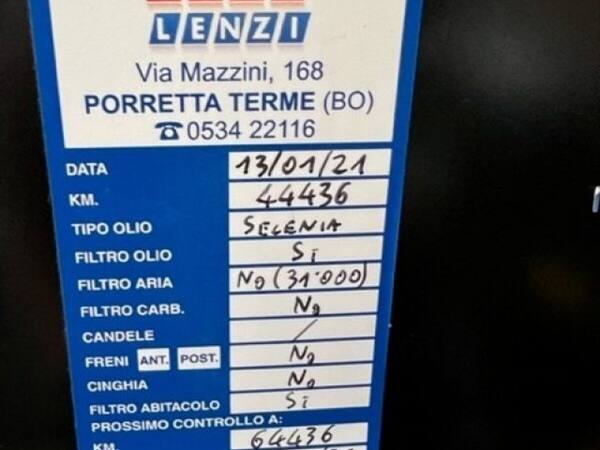 LENZI
Via Mazzini, 168
PORRETTA TERME (BO)
☎0534 22116
DATA 13/01/21
KM. 44436
TIPO OLIO SELENIA
FILTRO OLIO Sì
FILTRO ARIA No (31.000)
FILTRO CARB. No
CANDELE /
FRENI ANT. POST. No
CINGHIA No
FILTRO ABITACOLO Sì
PROSSIMO CONTROLLO A:
KM. 64436